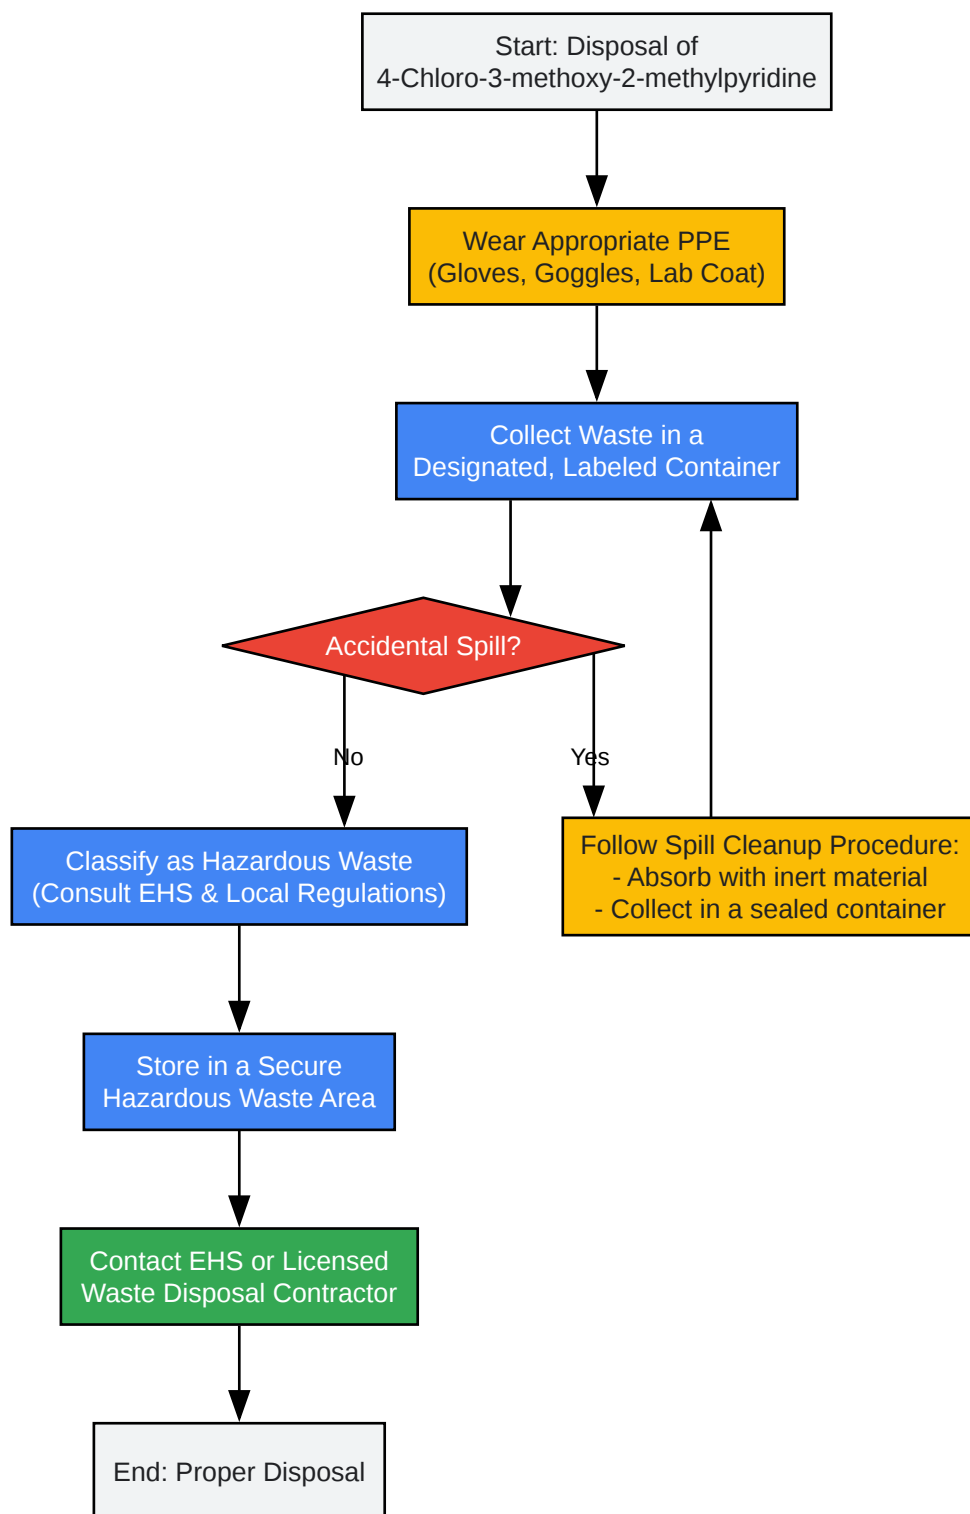 Start: Disposal of
4-Chloro-3-methoxy-2-methylpyridine
Wear Appropriate PPE
(Gloves, Goggles, Lab Coat)
Collect Waste in a
Designated, Labeled Container
Accidental Spill?
No
Yes
Classify as Hazardous Waste
(Consult EHS & Local Regulations)
Follow Spill Cleanup Procedure:
- Absorb with inert material
- Collect in a sealed container
Store in a Secure
Hazardous Waste Area
Contact EHS or Licensed
Waste Disposal Contractor
End: Proper Disposal